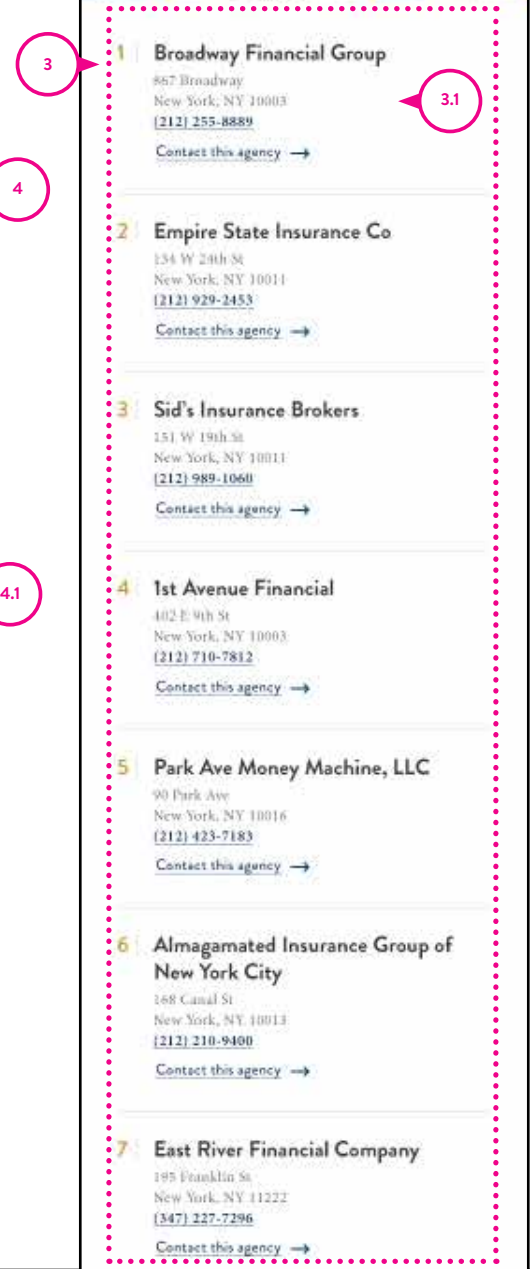 3
1 Broadway Financial Group
867 Broadway
New York, NY 10003
3.1
(212) 255-8889
Contact this agency →
4
2 Empire State Insurance Co
134 W 24th St
New York, NY 10011
(212) 929-2453
Contact this agency →
3 Sid's Insurance Brokers
151 W 19th St
New York, NY 10011
(212) 989-1060
Contact this agency →
4.1
4 1st Avenue Financial
402 E 9th St
New York, NY 10003
(212) 710-7812
Contact this agency →
5 Park Ave Money Machine, LLC
90 Park Ave
New York, NY 10016
(212) 423-7183
Contact this agency →
6 Almagamated Insurance Group of
New York City
168 Canal St
New York, NY 10013
(212) 210-9400
Contact this agency →
7 East River Financial Company
195 Franklin St
New York, NY 11222
(347) 227-7296
Contact this agency →